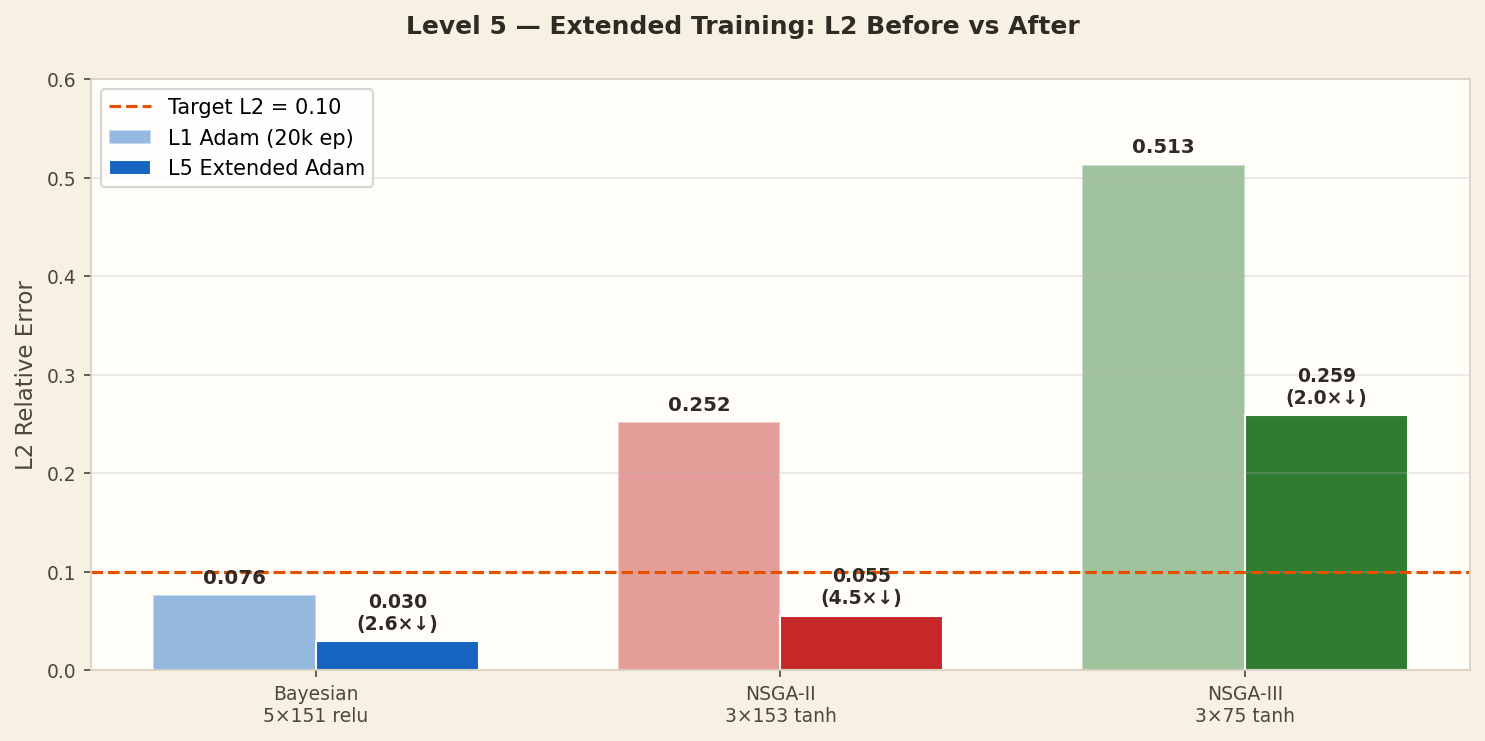 Level 5 — Extended Training: L2 Before vs After
L2 Relative Error
0.6
0.5
0.4
0.3
0.2
0.1
0.0
Target L2 = 0.10
L1 Adam (20k ep)
L5 Extended Adam
0.076
0.030
(2.6×↓)
0.252
0.055
(4.5×↓)
0.513
0.259
(2.0×↓)
Bayesian
5×151 relu
NSGA-II
3×153 tanh
NSGA-III
3×75 tanh